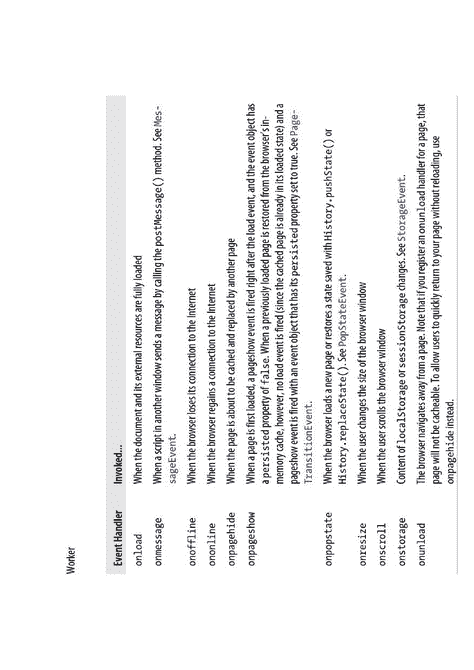 Worker
Event Handler Invoked...
onload When the document and its external resources are fully loaded
onmessage When a script in another window sends a message by calling the postMessage() method. See Mes-
sageEvent.
onoffline When the browser loses its connection to the Internet
ononline When the browser regains a connection to the Internet
onpagehide When the page is about to be cached and replaced by another page
onpageshow When a page is first loaded, a pageshow event is fired right after the load event, and the event object has
a persisted property of false. When a previously loaded page is restored from the browser's in-
memory cache, however, no load event is fired (since the cached page is already in its loaded state) and a
pageshow event is fired with an event object that has its persisted property set to true. See Page-
TransitionEvent.
onpopstate When the browser loads a new page or restores a state saved with History.pushState() or
History.replaceState(). See PopStateEvent.
onresize When the user changes the size of the browser window
onscroll When the user scrolls the browser window
onstorage Content of localStorage or sessionStorage changes. See StorageEvent.
onunload The browser navigates away from a page. Note that if you register an onunload handler for a page, that
page will not be cacheable. To allow users to quickly return to your page without reloading, use
onpagehide instead.